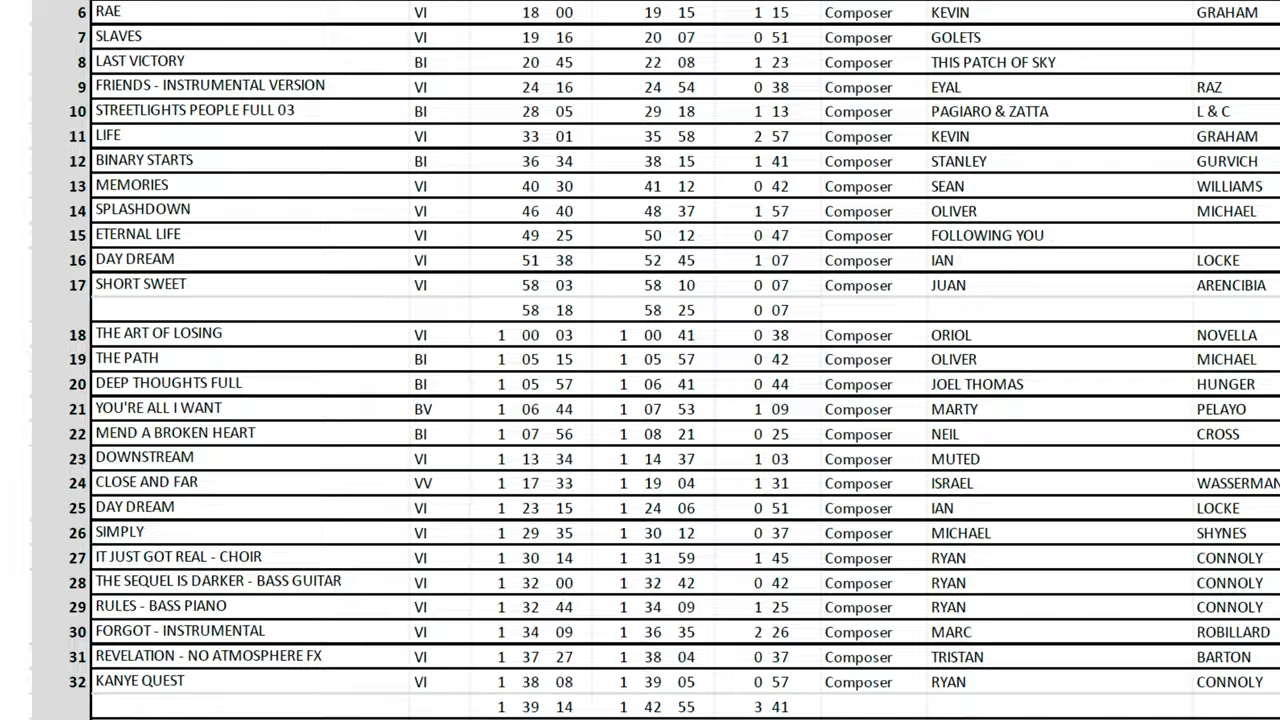 6 RAE VI 18 00 19 15 1 15 Composer KEVIN GRAHAM
7 SLAVES VI 19 16 20 07 0 51 Composer GOLETS
8 LAST VICTORY BI 20 45 22 08 1 23 Composer THIS PATCH OF SKY
9 FRIENDS - INSTRUMENTAL VERSION VI 24 16 24 54 0 38 Composer EYAL RAZ
10 STREETLIGHTS PEOPLE FULL 03 BI 28 05 29 18 1 13 Composer PAGIARO & ZATTA L & C
11 LIFE VI 33 01 35 58 2 57 Composer KEVIN GRAHAM
12 BINARY STARTS BI 36 34 38 15 1 41 Composer STANLEY GURVICH
13 MEMORIES VI 40 30 41 12 0 42 Composer SEAN WILLIAMS
14 SPLASHDOWN VI 46 40 48 37 1 57 Composer OLIVER MICHAEL
15 ETERNAL LIFE VI 49 25 50 12 0 47 Composer FOLLOWING YOU
16 DAY DREAM VI 51 38 52 45 1 07 Composer IAN LOCKE
17 SHORT SWEET VI 58 03 58 10 0 07 Composer JUAN ARENCIBIA
58 18 58 25 0 07
18 THE ART OF LOSING VI 1 00 03 1 00 41 0 38 Composer ORIOL NOVELLA
19 THE PATH BI 1 05 15 1 05 57 0 42 Composer OLIVER MICHAEL
20 DEEP THOUGHTS FULL BI 1 05 57 1 06 41 0 44 Composer JOEL THOMAS HUNGER
21 YOU'RE ALL I WANT BV 1 06 44 1 07 53 1 09 Composer MARTY PELAYO
22 MEND A BROKEN HEART BI 1 07 56 1 08 21 0 25 Composer NEIL CROSS
23 DOWNSTREAM VI 1 13 34 1 14 37 1 03 Composer MUTED
24 CLOSE AND FAR VV 1 17 33 1 19 04 1 31 Composer ISRAEL WASSERMAN
25 DAY DREAM VI 1 23 15 1 24 06 0 51 Composer IAN LOCKE
26 SIMPLY VI 1 29 35 1 30 12 0 37 Composer MICHAEL SHYNES
27 IT JUST GOT REAL - CHOIR VI 1 30 14 1 31 59 1 45 Composer RYAN CONNOLY
28 THE SEQUEL IS DARKER - BASS GUITAR VI 1 32 00 1 32 42 0 42 Composer RYAN CONNOLY
29 RULES - BASS PIANO VI 1 32 44 1 34 09 1 25 Composer RYAN CONNOLY
30 FORGOT - INSTRUMENTAL VI 1 34 09 1 36 35 2 26 Composer MARC ROBILLARD
31 REVELATION - NO ATMOSPHERE FX VI 1 37 27 1 38 04 0 37 Composer TRISTAN BARTON
32 KANYE QUEST VI 1 38 08 1 39 05 0 57 Composer RYAN CONNOLY
1 39 14 1 42 55 3 41